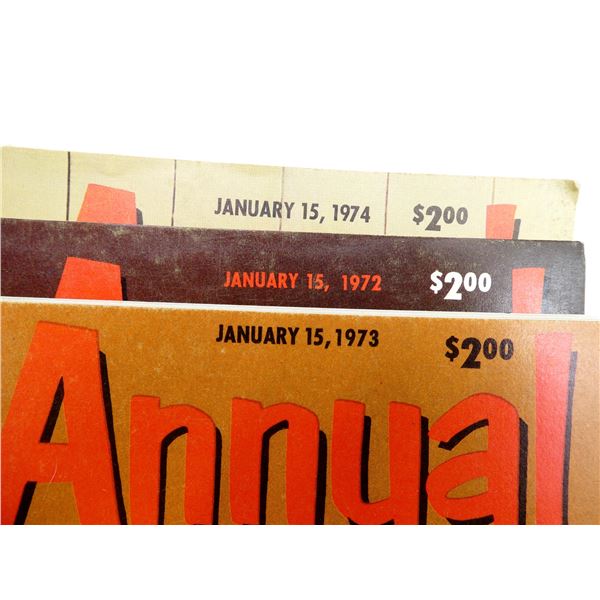 JANUARY 15, 1974 $2.00
JANUARY 15, 1972 $2.00
JANUARY 15, 1973 $2.00
Annual